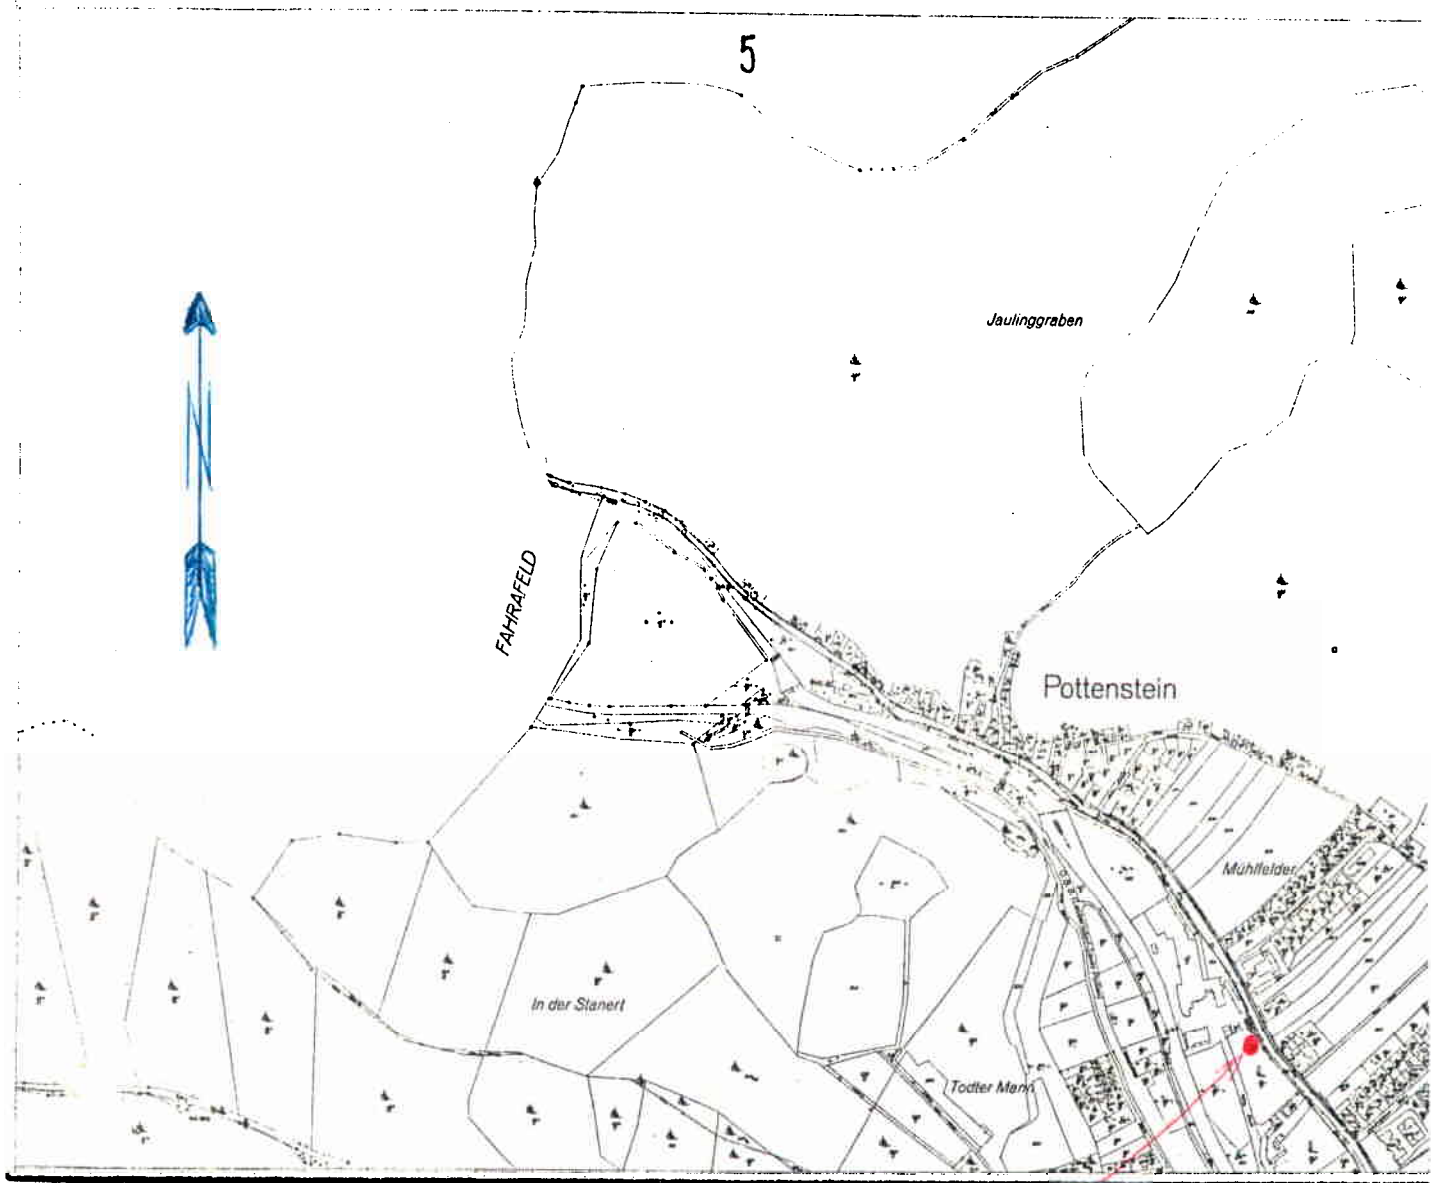 5
Jaulinggraben
N
FAHRAFELD
Pottenstein
Mühlfelder
In der Stanert
Todter Mann